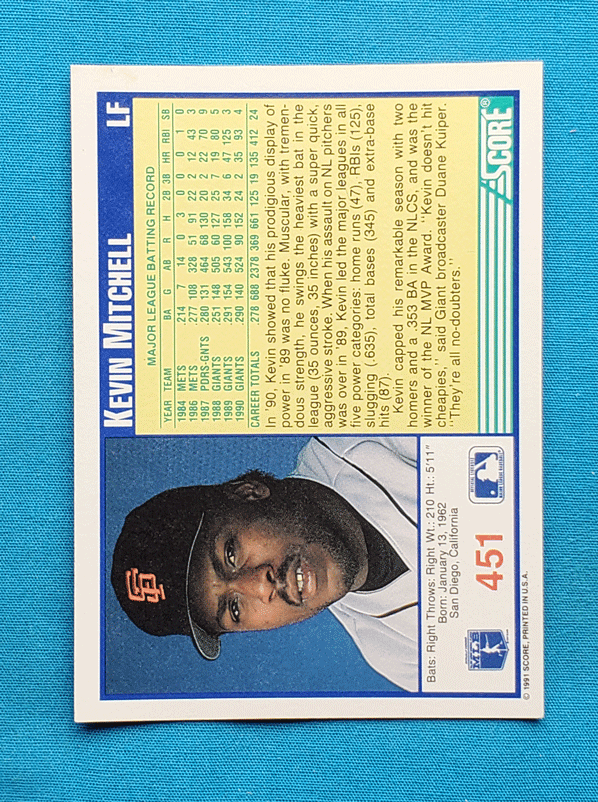 KEVIN MITCHELL LF
MAJOR LEAGUE BATTING RECORD
YEAR TEAM BA G AB R H 2B 3B HR RBI SB
1984 METS .214 7 14 0 3 0 0 0 1 0
1986 METS .277 108 328 51 91 22 2 12 43 3
1987 PDRS-GNTS .280 131 464 68 130 20 2 22 70 9
1988 GIANTS .251 148 505 60 127 25 7 19 80 5
1989 GIANTS .291 154 543 100 158 34 6 47 125 3
1990 GIANTS .290 140 524 90 152 24 2 35 93 4
CAREER TOTALS .278 688 2378 369 661 125 19 135 412 24
In '90, Kevin showed that his prodigious display of
power in '89 was no fluke. Muscular, with tremen-
dous strength, he swings the heaviest bat in the
league (35 ounces, 35 inches) with a super quick,
aggressive stroke. When his assault on NL pitchers
was over in '89, Kevin led the major leagues in all
five power categories: home runs (47), RBIs (125),
slugging (.635), total bases (345) and extra-base
hits (87).
Kevin capped his remarkable season with two
homers and a .353 BA in the NLCS, and was the
winner of the NL MVP Award. "Kevin doesn't hit
cheapies," said Giant broadcaster Duane Kuiper.
"They're all no-doubters."
SCORE®
SF
Bats: Right Throws: Right Wt.: 210 Ht.: 5'11"
Born: January 13, 1962
San Diego, California
451
© 1991 SCORE, PRINTED IN U.S.A.